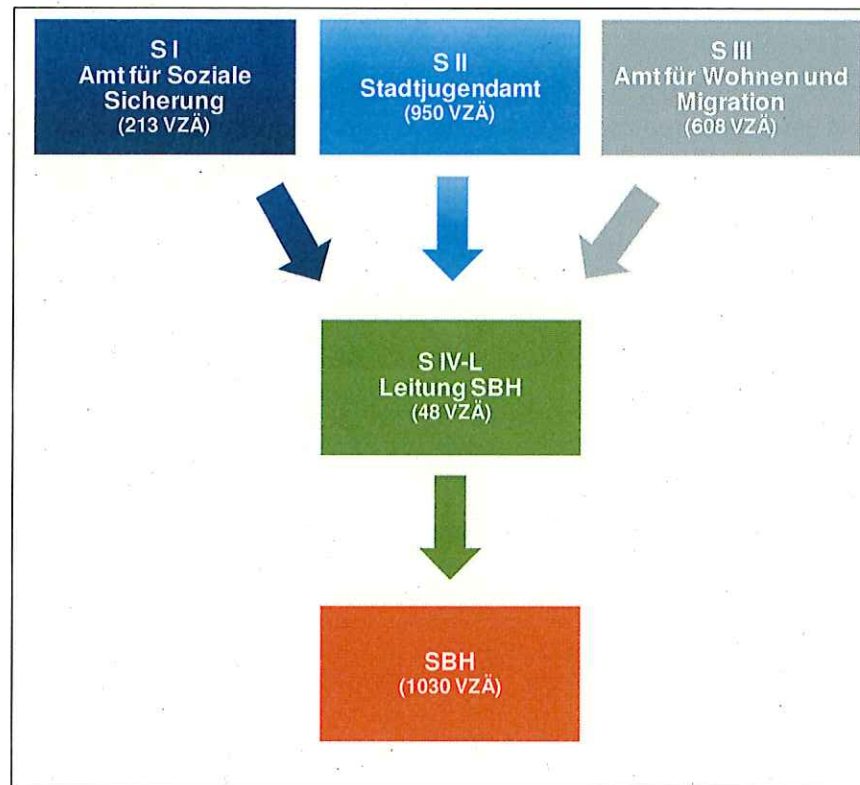 S I
Amt für Soziale
Sicherung
(213 VZÄ)
S II
Stadtjugendamt
(950 VZÄ)
S III
Amt für Wohnen und
Migration
(608 VZÄ)
S IV-L
Leitung SBH
(48 VZÄ)
SBH
(1030 VZÄ)